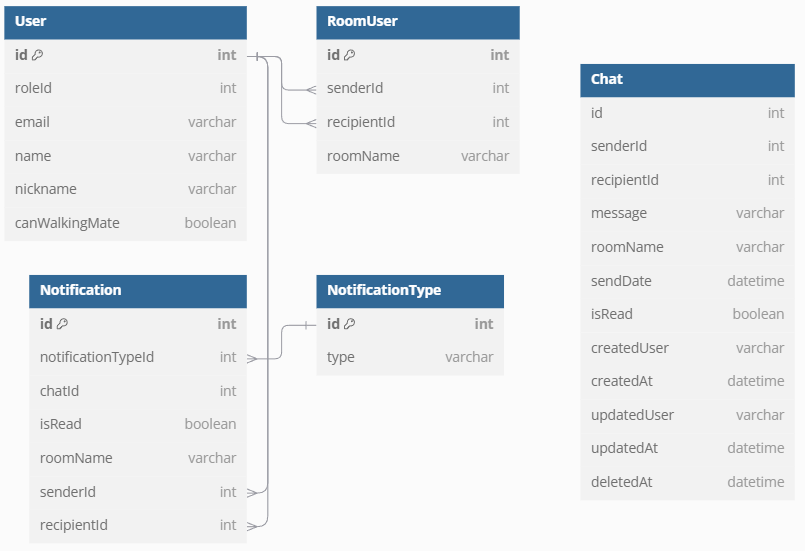 User
id int
roleId int
email varchar
name varchar
nickname varchar
canWalkingMate boolean
RoomUser
id int
senderId int
recipientId int
roomName varchar
Chat
id int
senderId int
recipientId int
message varchar
roomName varchar
sendDate datetime
isRead boolean
createdUser varchar
createdAt datetime
updatedUser varchar
updatedAt datetime
deletedAt datetime
Notification
id int
notificationTypeId int
chatId int
isRead boolean
roomName varchar
senderId int
recipientId int
NotificationType
id int
type varchar